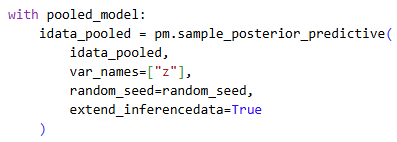 with pooled_model:
    idata_pooled = pm.sample_posterior_predictive(
        idata_pooled,
        var_names=["z"],
        random_seed=random_seed,
        extend_inferencedata=True
    )